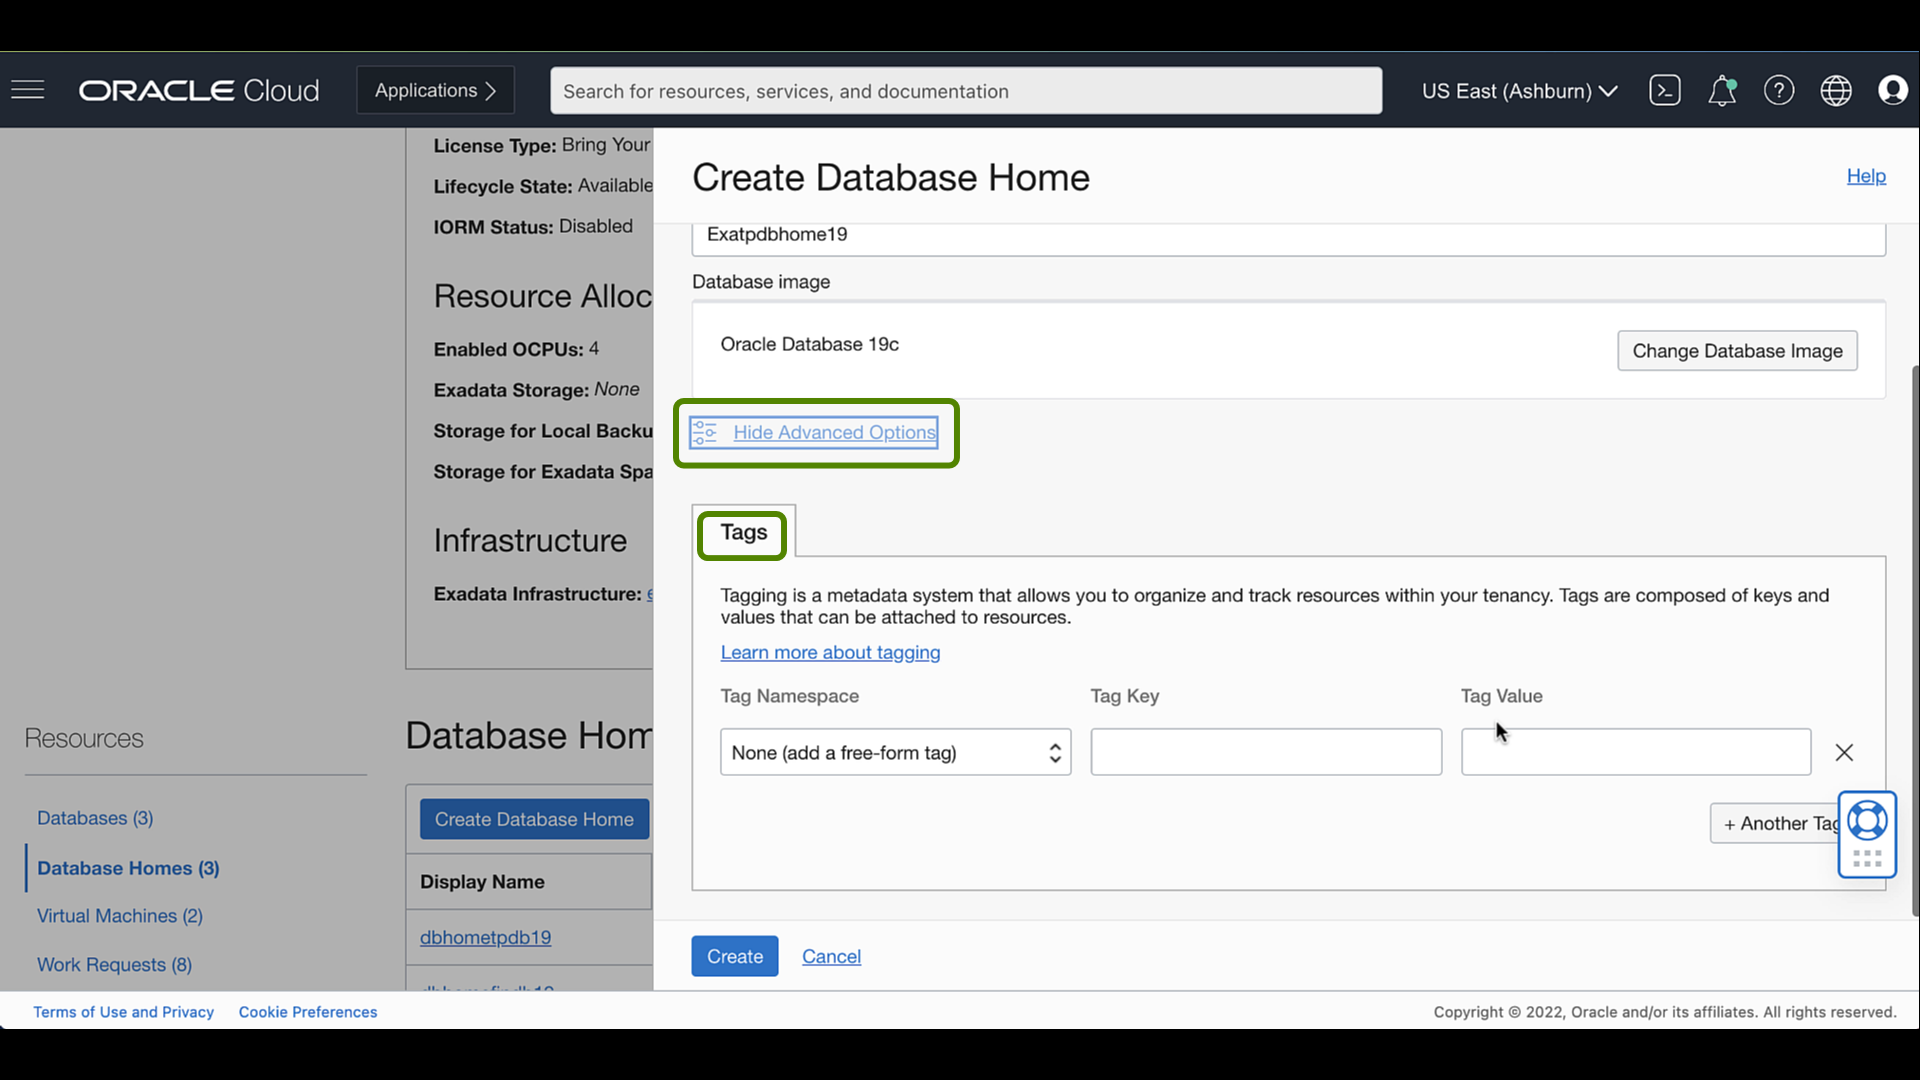 ORACLE Cloud
Applications
Search for resources, services, and documentation
US East (Ashburn)
License Type: Bring Your
Lifecycle State: Available
IORM Status: Disabled
Resource Alloc
Enabled OCPUs: 4
Exadata Storage: None
Storage for Local Backu
Storage for Exadata Spa
Infrastructure
Exadata Infrastructure: e
Resources
Databases (3)
Database Homes (3)
Virtual Machines (2)
Work Requests (8)
Database Hom
Create Database Home
Display Name
dbhometpdb19
Create Database Home
Help
Exatpdbhome19
Database image
Oracle Database 19c
Change Database Image
Hide Advanced Options
Tags
Tagging is a metadata system that allows you to organize and track resources within your tenancy. Tags are composed of keys and
values that can be attached to resources.
Learn more about tagging
Tag Namespace
Tag Key
Tag Value
None (add a free-form tag)
+ Another Tag
Create
Cancel
Terms of Use and Privacy
Cookie Preferences
Copyright © 2022, Oracle and/or its affiliates. All rights reserved.